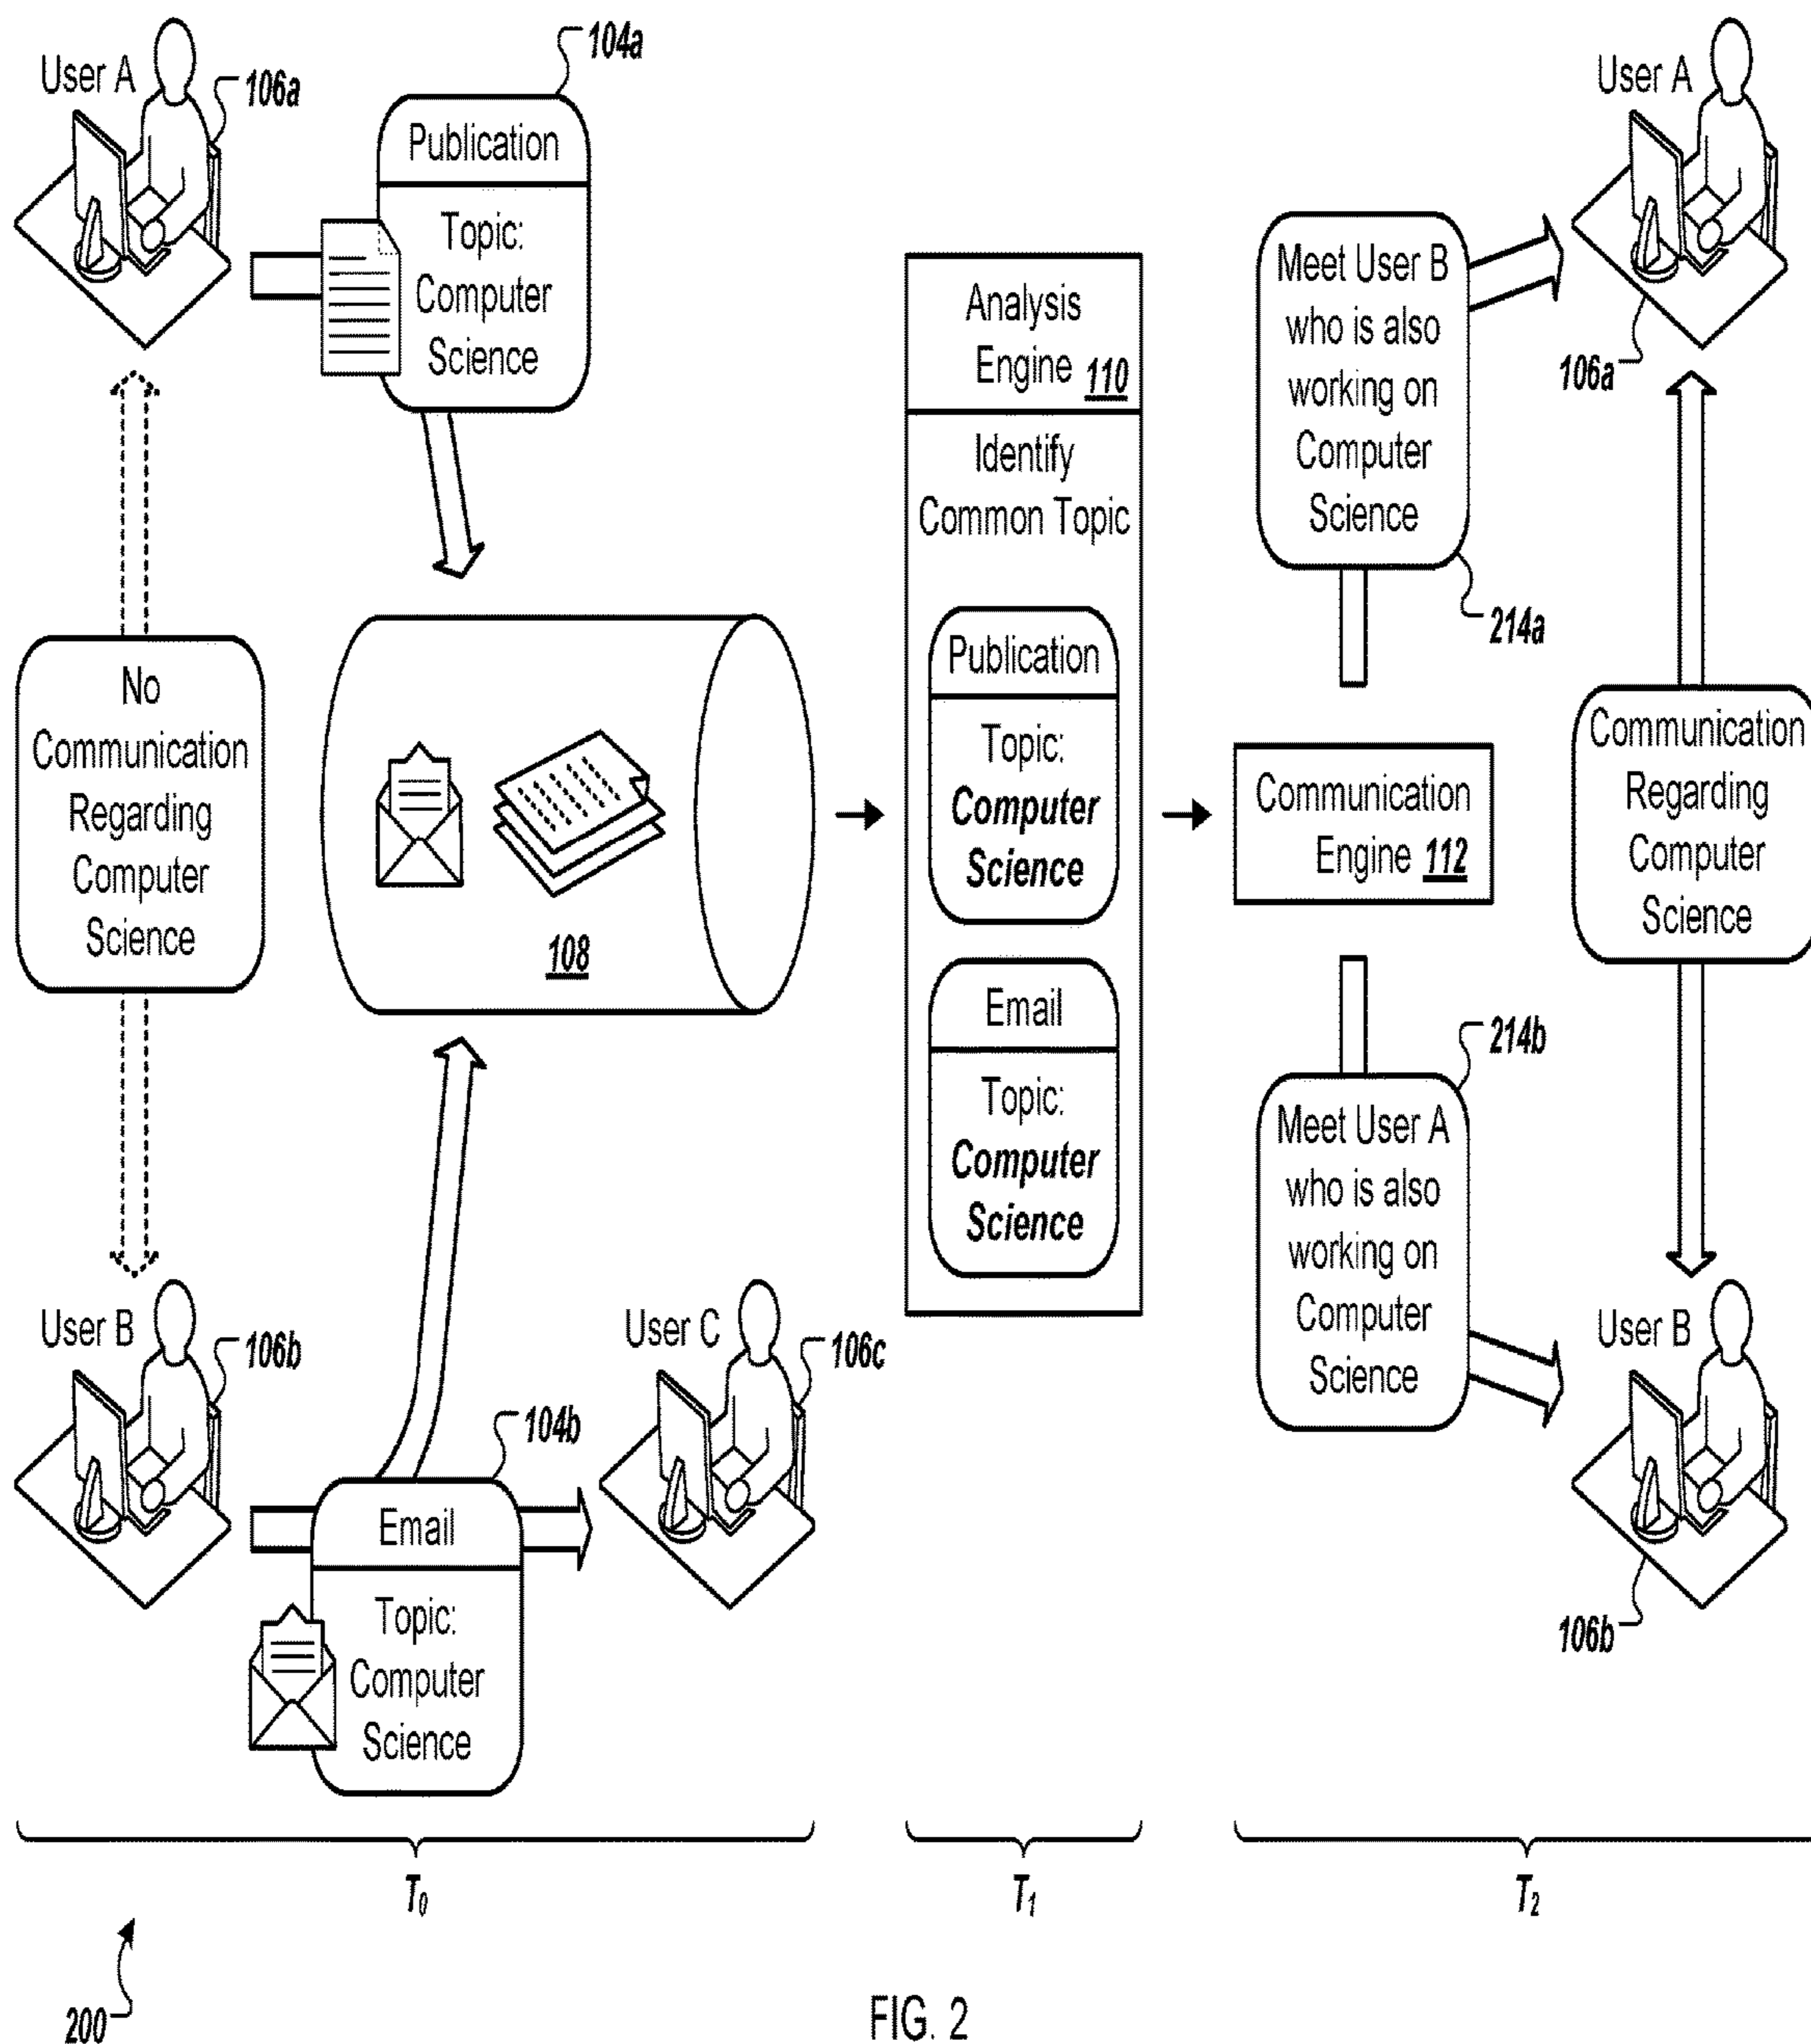 User A
106a
104a
Publication
Topic:
Computer
Science
No
Communication
Regarding
Computer
Science
108
User B
106b
User C
106c
104b
Email
Topic:
Computer
Science
T0
Analysis
Engine 110
Identify
Common Topic
Publication
Topic:
Computer
Science
Email
Topic:
Computer
Science
T1
Meet User B
who is also
working on
Computer
Science
214a
Communication
Engine 112
214b
Meet User A
who is also
working on
Computer
Science
User A
106a
Communication
Regarding
Computer
Science
User B
106b
T2
200
FIG. 2